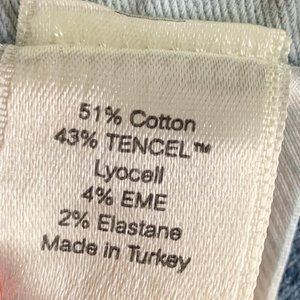 51% Cotton
43% TENCEL™
Lyocell
4% EME
2% Elastane
Made in Turkey